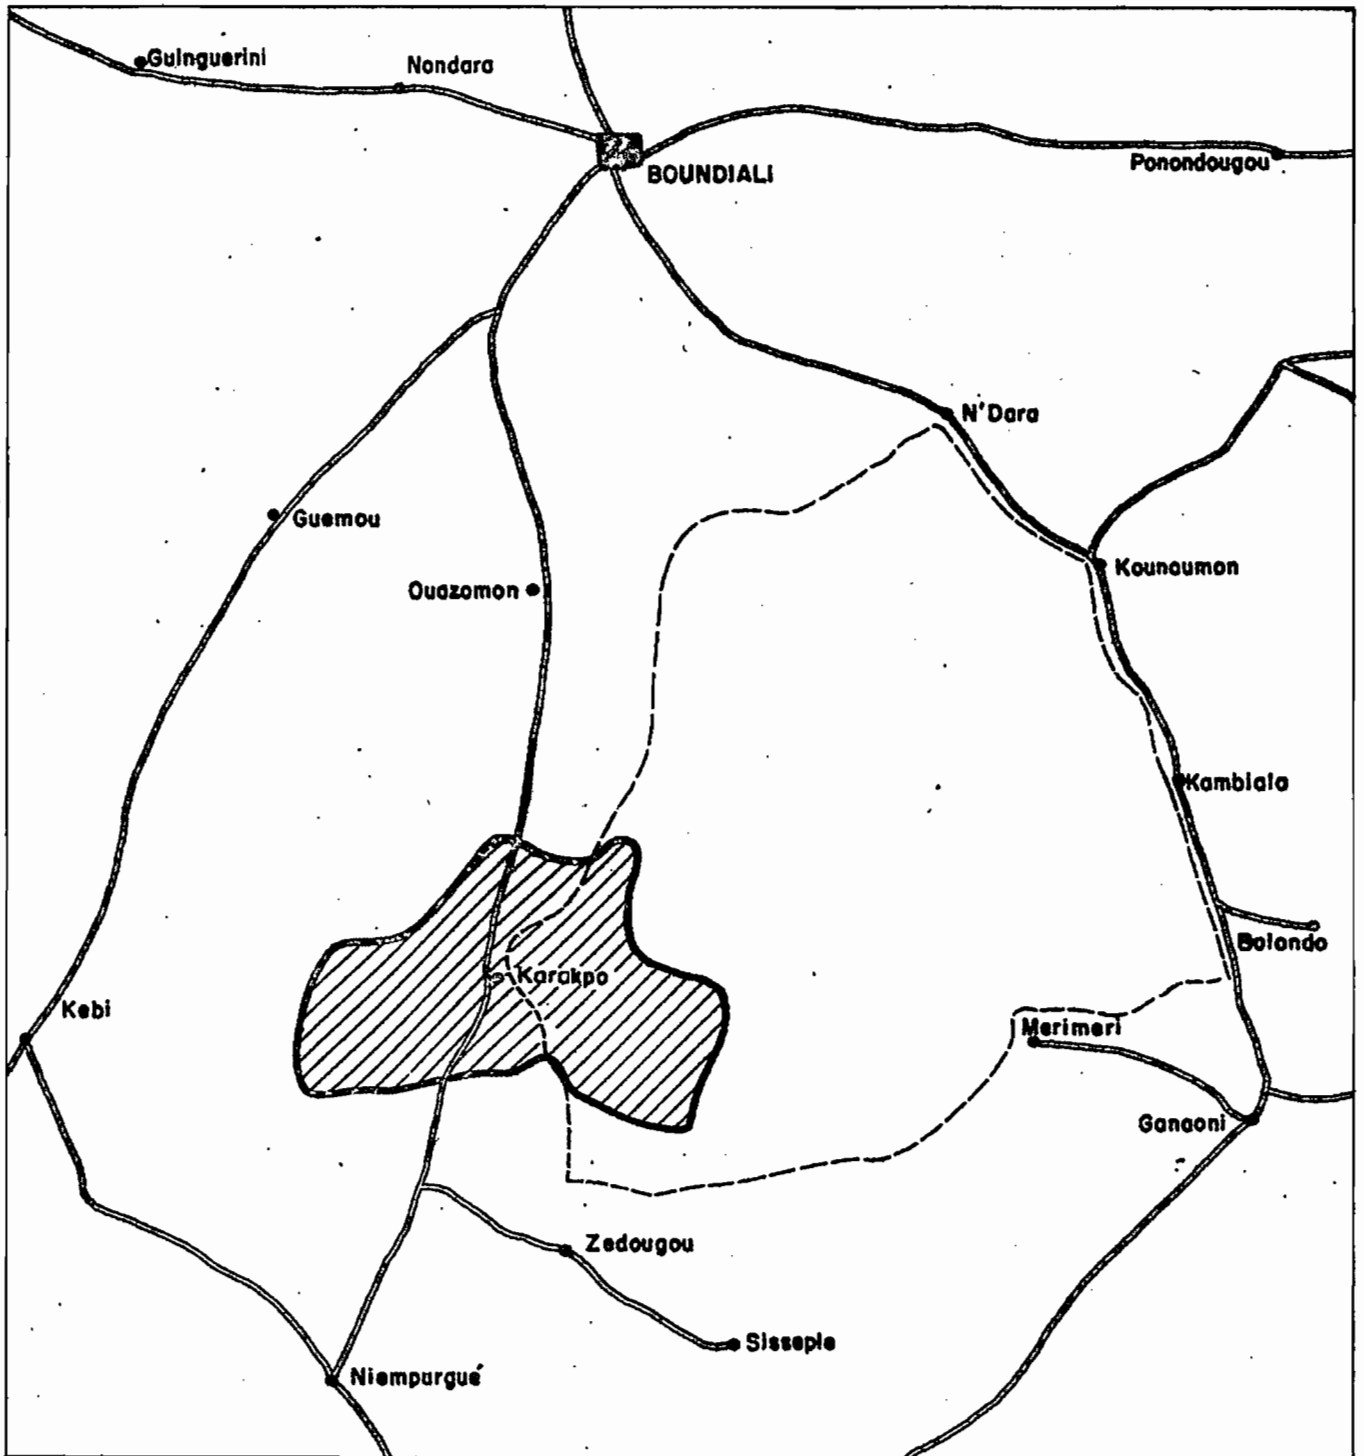 Guinguerini
Nondara
BOUNDIALI
Ponondougou
N'Dara
Guemou
Kounoumon
Ouazomon
Kambiala
Bolondo
Karakpo
Kebi
Merimeri
Ganaoni
Zedougou
Sisseple
Niempurgué